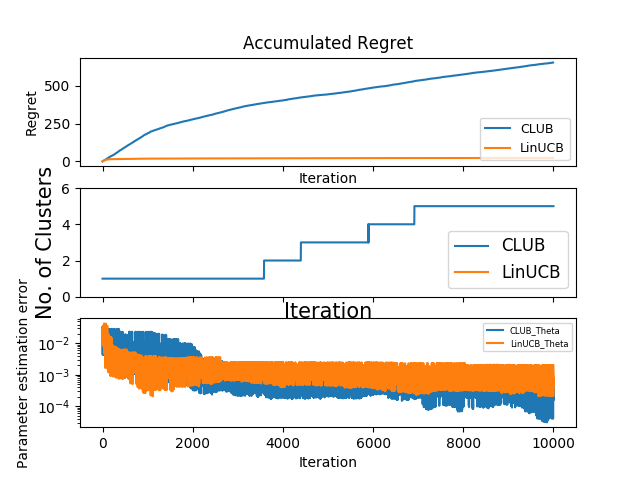 Accumulated Regret
Regret
500
250
0
CLUB
LinUCB
Iteration
No. of Clusters
6
4
2
0
CLUB
LinUCB
Iteration
Parameter estimation error
10⁻²
10⁻³
10⁻⁴
CLUB_Theta
LinUCB_Theta
0 2000 4000 6000 8000 10000
Iteration